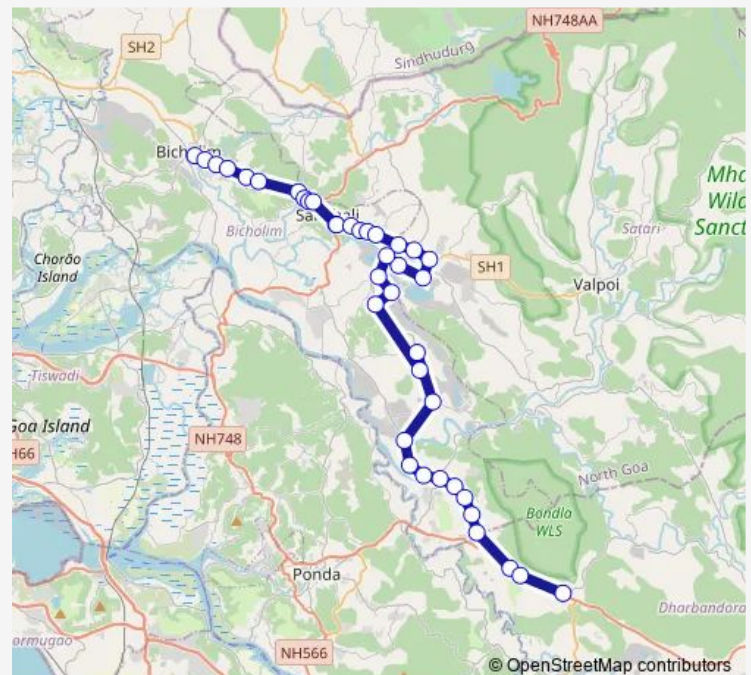 NH748AA
SH2
Sindhudurg
Bicholim
Mha
Wild
Sanct
Satari
Bicholim
Chorão
Island
SH1
Valpoi
Tiswadi
Goa Island
NH748
H66
North Goa
Bondla
WLS
Ponda
Dharbandora
ormugao
NH566
© OpenStreetMap contributors